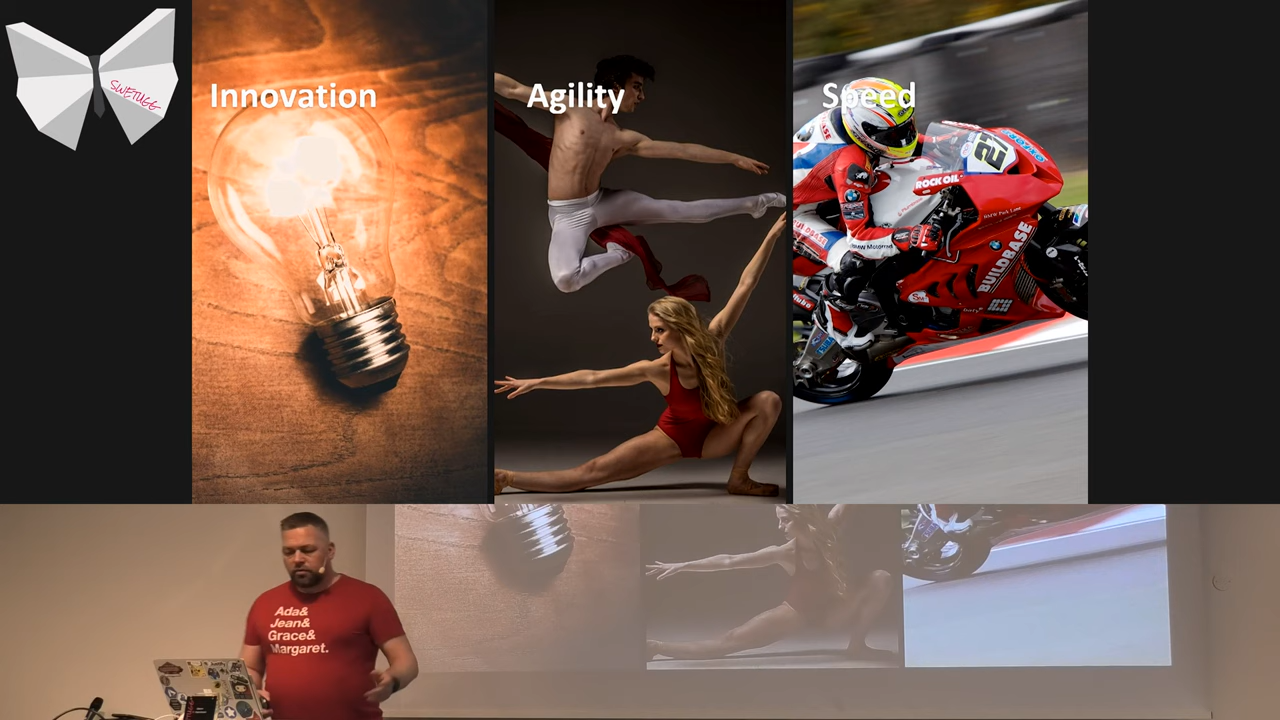 SWETUGG
Innovation
Agility
Speed
27
ROCK OIL
BUILDBASE
Ada&
Jean&
Grace&
Margaret.